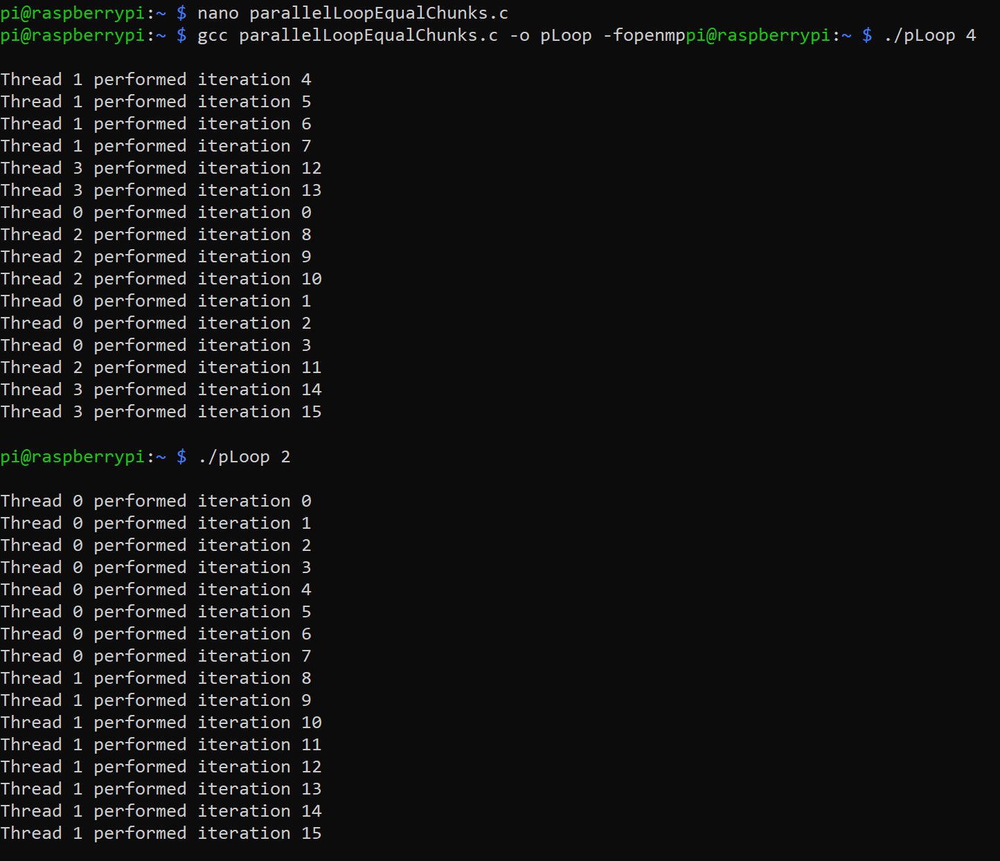 pi@raspberrypi:~ $ nano parallelLoopEqualChunks.c
pi@raspberrypi:~ $ gcc parallelLoopEqualChunks.c -o pLoop -fopenmppi@raspberrypi:~ $ ./pLoop 4
Thread 1 performed iteration 4
Thread 1 performed iteration 5
Thread 1 performed iteration 6
Thread 1 performed iteration 7
Thread 3 performed iteration 12
Thread 3 performed iteration 13
Thread 0 performed iteration 0
Thread 2 performed iteration 8
Thread 2 performed iteration 9
Thread 2 performed iteration 10
Thread 0 performed iteration 1
Thread 0 performed iteration 2
Thread 0 performed iteration 3
Thread 2 performed iteration 11
Thread 3 performed iteration 14
Thread 3 performed iteration 15
pi@raspberrypi:~ $ ./pLoop 2
Thread 0 performed iteration 0
Thread 0 performed iteration 1
Thread 0 performed iteration 2
Thread 0 performed iteration 3
Thread 0 performed iteration 4
Thread 0 performed iteration 5
Thread 0 performed iteration 6
Thread 0 performed iteration 7
Thread 1 performed iteration 8
Thread 1 performed iteration 9
Thread 1 performed iteration 10
Thread 1 performed iteration 11
Thread 1 performed iteration 12
Thread 1 performed iteration 13
Thread 1 performed iteration 14
Thread 1 performed iteration 15